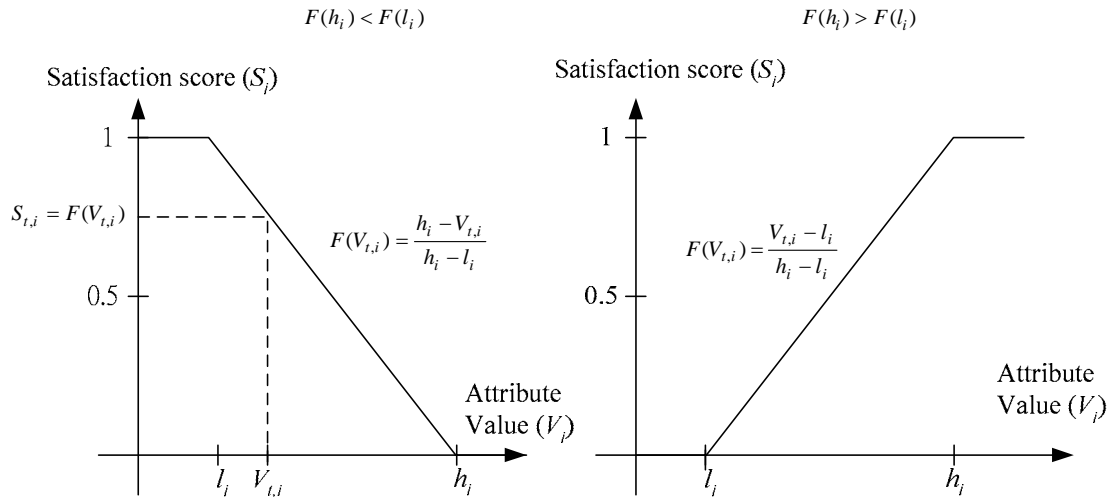 F(h_i) < F(l_i)
Satisfaction score (S_i)
1
S_{t,i} = F(V_{t,i})
F(V_{t,i}) = \frac{h_i - V_{t,i}}{h_i - l_i}
0.5
Attribute
Value (V_i)
l_i
V_{t,i}
h_i
F(h_i) > F(l_i)
Satisfaction score (S_i)
1
F(V_{t,i}) = \frac{V_{t,i} - l_i}{h_i - l_i}
0.5
Attribute
Value (V_i)
l_i
h_i